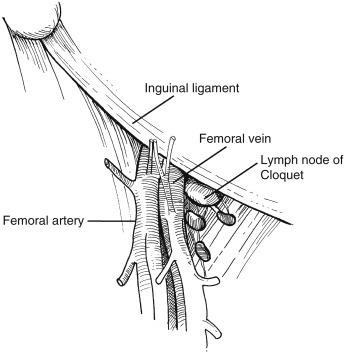 Inguinal ligament
Femoral vein
Lymph node of
Cloquet
Femoral artery